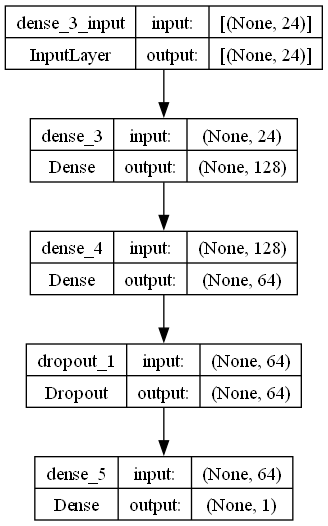 dense_3_input input: [(None, 24)]
InputLayer output: [(None, 24)]
dense_3 input: (None, 24)
Dense output: (None, 128)
dense_4 input: (None, 128)
Dense output: (None, 64)
dropout_1 input: (None, 64)
Dropout output: (None, 64)
dense_5 input: (None, 64)
Dense output: (None, 1)